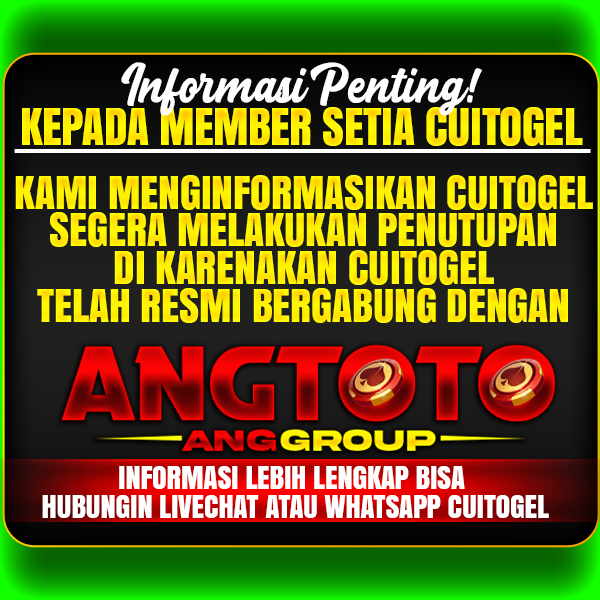 Informasi Penting!
KEPADA MEMBER SETIA CUITOGEL
KAMI MENGINFORMASIKAN CUITOGEL
SEGERA MELAKUKAN PENUTUPAN
DI KARENAKAN CUITOGEL
TELAH RESMI BERGABUNG DENGAN
ANGTOTO
ANGGROUP
INFORMASI LEBIH LENGKAP BISA
HUBUNGIN LIVECHAT ATAU WHATSAPP CUITOGEL